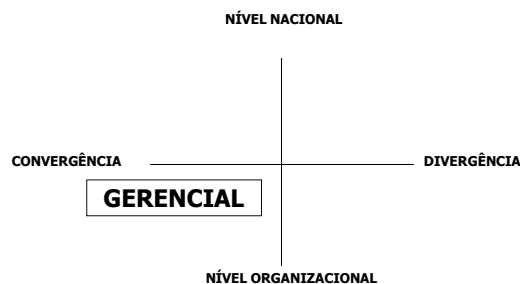 NÍVEL NACIONAL
CONVERGÊNCIA
DIVERGÊNCIA
GERENCIAL
NÍVEL ORGANIZACIONAL